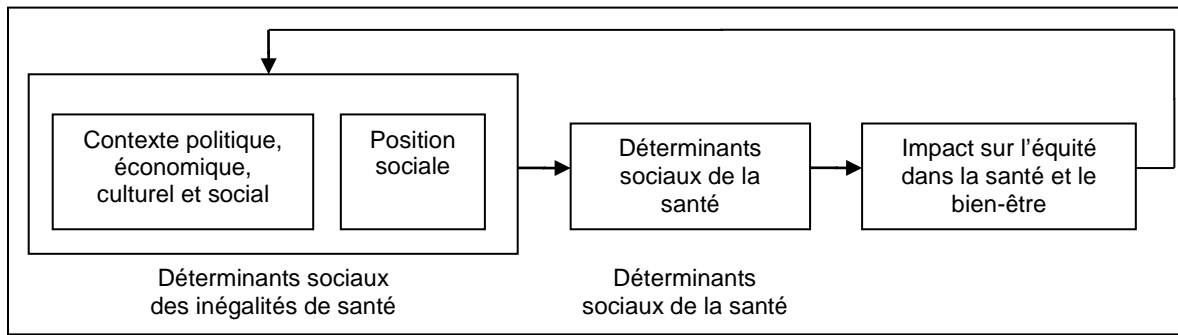 Contexte politique,
économique,
culturel et social
Position
sociale
Déterminants
sociaux de la
santé
Impact sur l’équité
dans la santé et le
bien-être
Déterminants sociaux
des inégalités de santé
Déterminants
sociaux de la santé